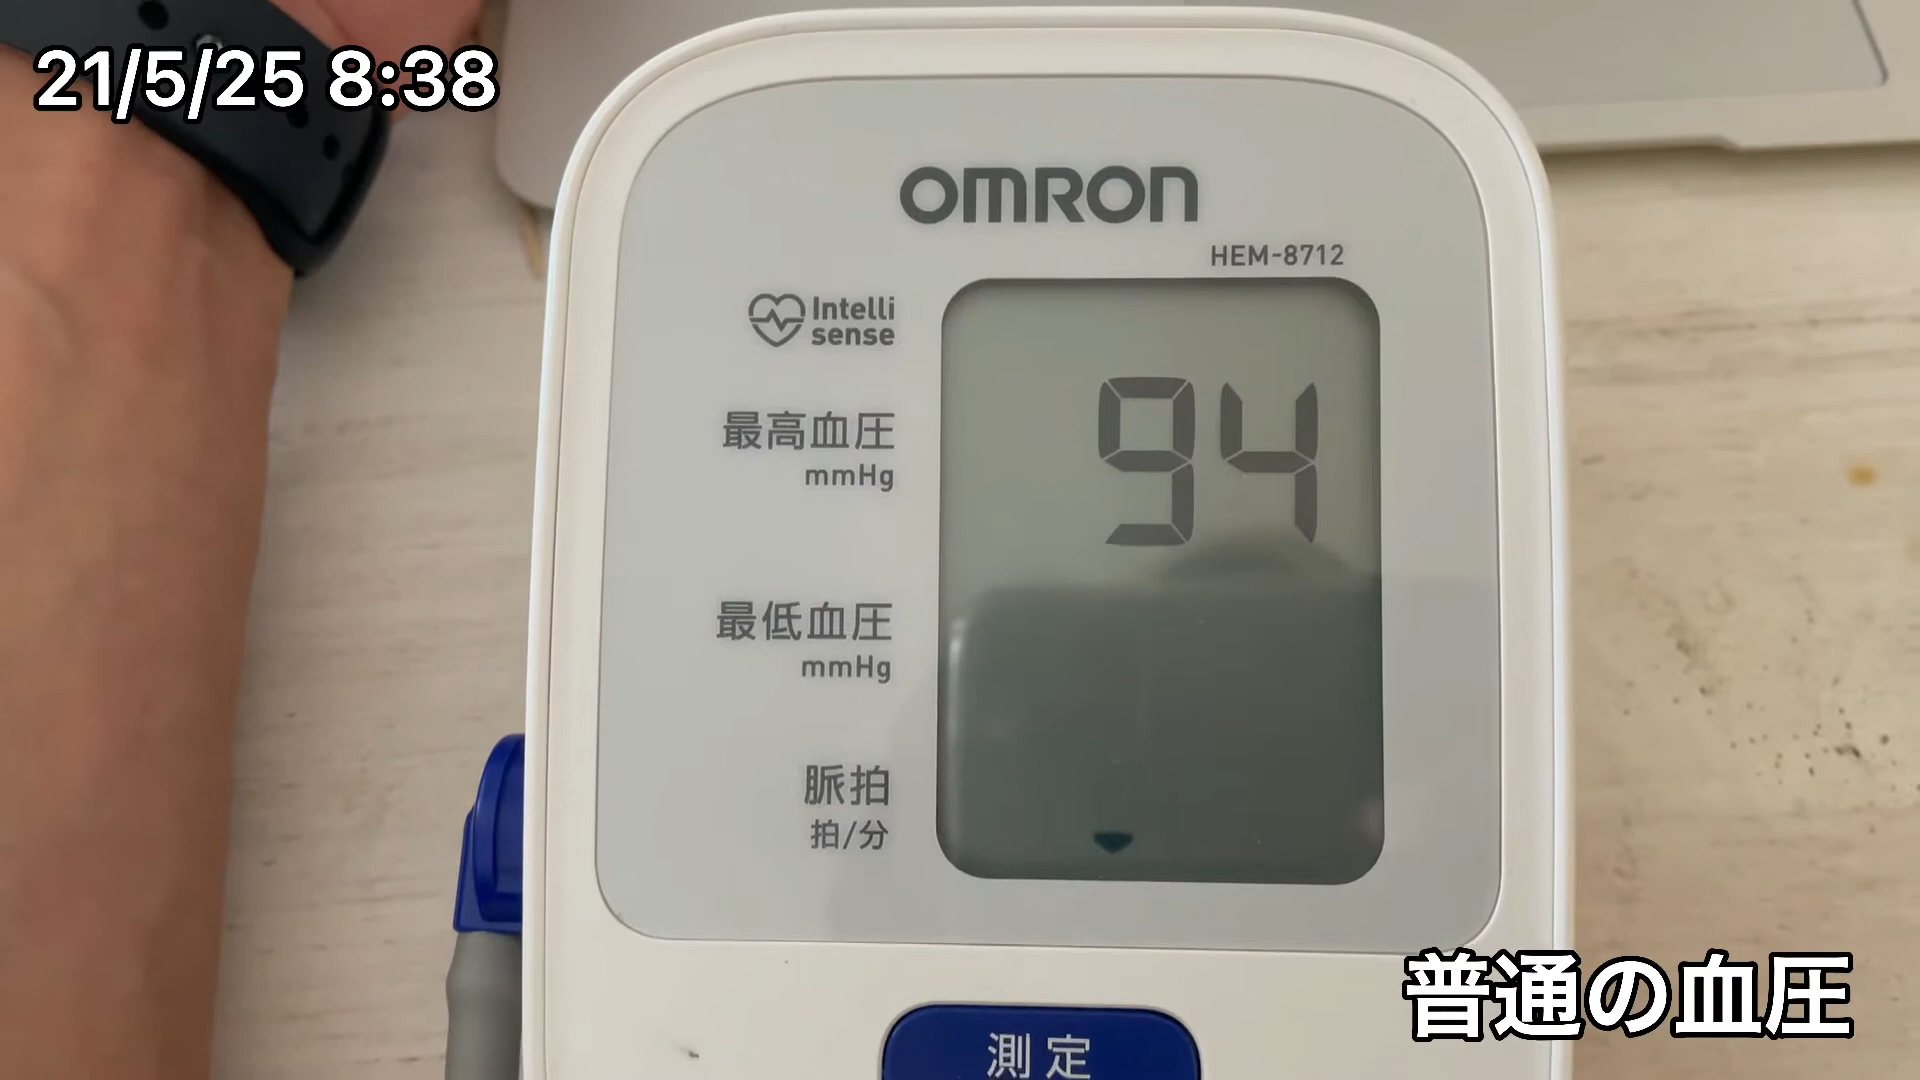 21/5/25 8:38
OMRON
HEM-8712
Intelli
sense
最高血圧
mmHg
94
最低血圧
mmHg
脈拍
拍/分
普通の血圧
測定